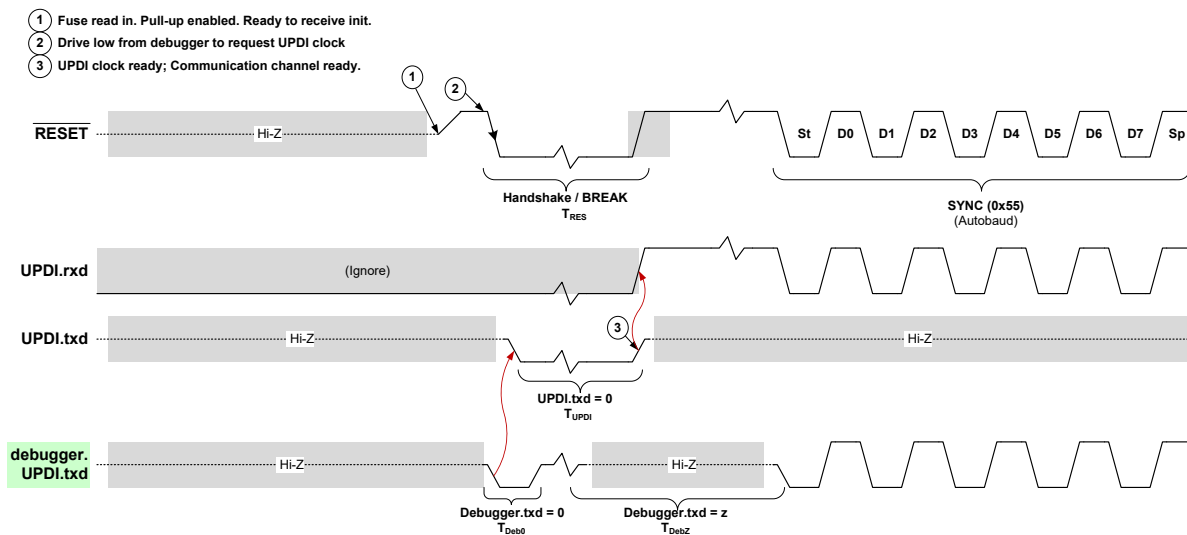 1 Fuse read in. Pull-up enabled. Ready to receive init.
2 Drive low from debugger to request UPDI clock
3 UPDI clock ready; Communication channel ready.
1
2
RESET
Hi-Z
St D0 D1 D2 D3 D4 D5 D6 D7 Sp
Handshake / BREAK
TRES
SYNC (0x55)
(Autobaud)
UPDI.rxd
(Ignore)
3
UPDI.txd
Hi-Z
Hi-Z
UPDI.txd = 0
TUPDI
debugger.
UPDI.txd
Hi-Z
Hi-Z
Debugger.txd = 0
TDeb0
Debugger.txd = z
TDebZ